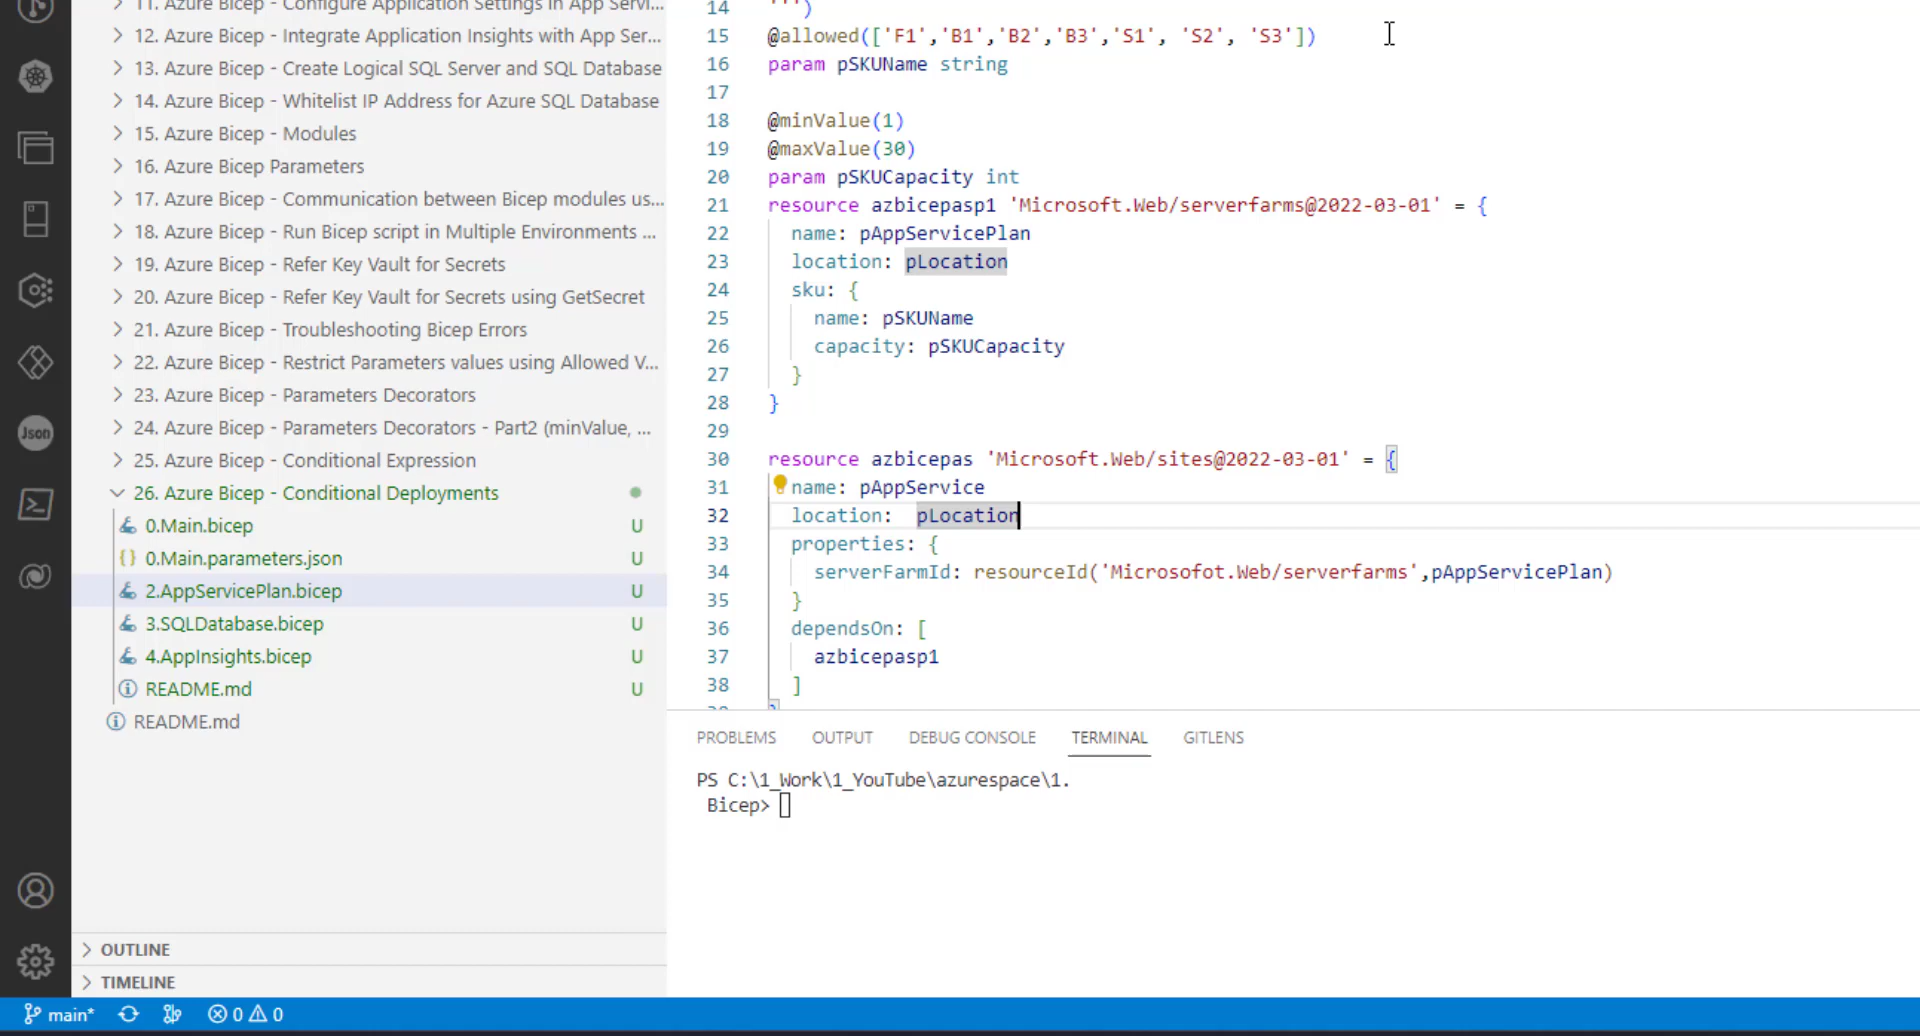 11. Azure Bicep - Configure Application Settings in App Servi...
12. Azure Bicep - Integrate Application Insights with App Ser...
13. Azure Bicep - Create Logical SQL Server and SQL Database
14. Azure Bicep - Whitelist IP Address for Azure SQL Database
15. Azure Bicep - Modules
16. Azure Bicep Parameters
17. Azure Bicep - Communication between Bicep modules us...
18. Azure Bicep - Run Bicep script in Multiple Environments ...
19. Azure Bicep - Refer Key Vault for Secrets
20. Azure Bicep - Refer Key Vault for Secrets using GetSecret
21. Azure Bicep - Troubleshooting Bicep Errors
22. Azure Bicep - Restrict Parameters values using Allowed V...
23. Azure Bicep - Parameters Decorators
24. Azure Bicep - Parameters Decorators - Part2 (minValue, ...
25. Azure Bicep - Conditional Expression
26. Azure Bicep - Conditional Deployments
0.Main.bicep U
{} 0.Main.parameters.json U
2.AppServicePlan.bicep U
3.SQLDatabase.bicep U
4.AppInsights.bicep U
README.md U
README.md
Json
OUTLINE
TIMELINE
14 ''')
15 @allowed(['F1','B1','B2','B3','S1', 'S2', 'S3'])
16 param pSKUName string
17
18 @minValue(1)
19 @maxValue(30)
20 param pSKUCapacity int
21 resource azbicepasp1 'Microsoft.Web/serverfarms@2022-03-01' = {
22 name: pAppServicePlan
23 location: pLocation
24 sku: {
25 name: pSKUName
26 capacity: pSKUCapacity
27 }
28 }
29
30 resource azbicepas 'Microsoft.Web/sites@2022-03-01' = {
31 name: pAppService
32 location:  pLocation
33 properties: {
34 serverFarmId: resourceId('Microsofot.Web/serverfarms',pAppServicePlan)
35 }
36 dependsOn: [
37 azbicepasp1
38 ]
39 }
PROBLEMS OUTPUT DEBUG CONSOLE TERMINAL GITLENS
PS C:\1_Work\1_YouTube\azurespace\1.
Bicep>
main* 0 0